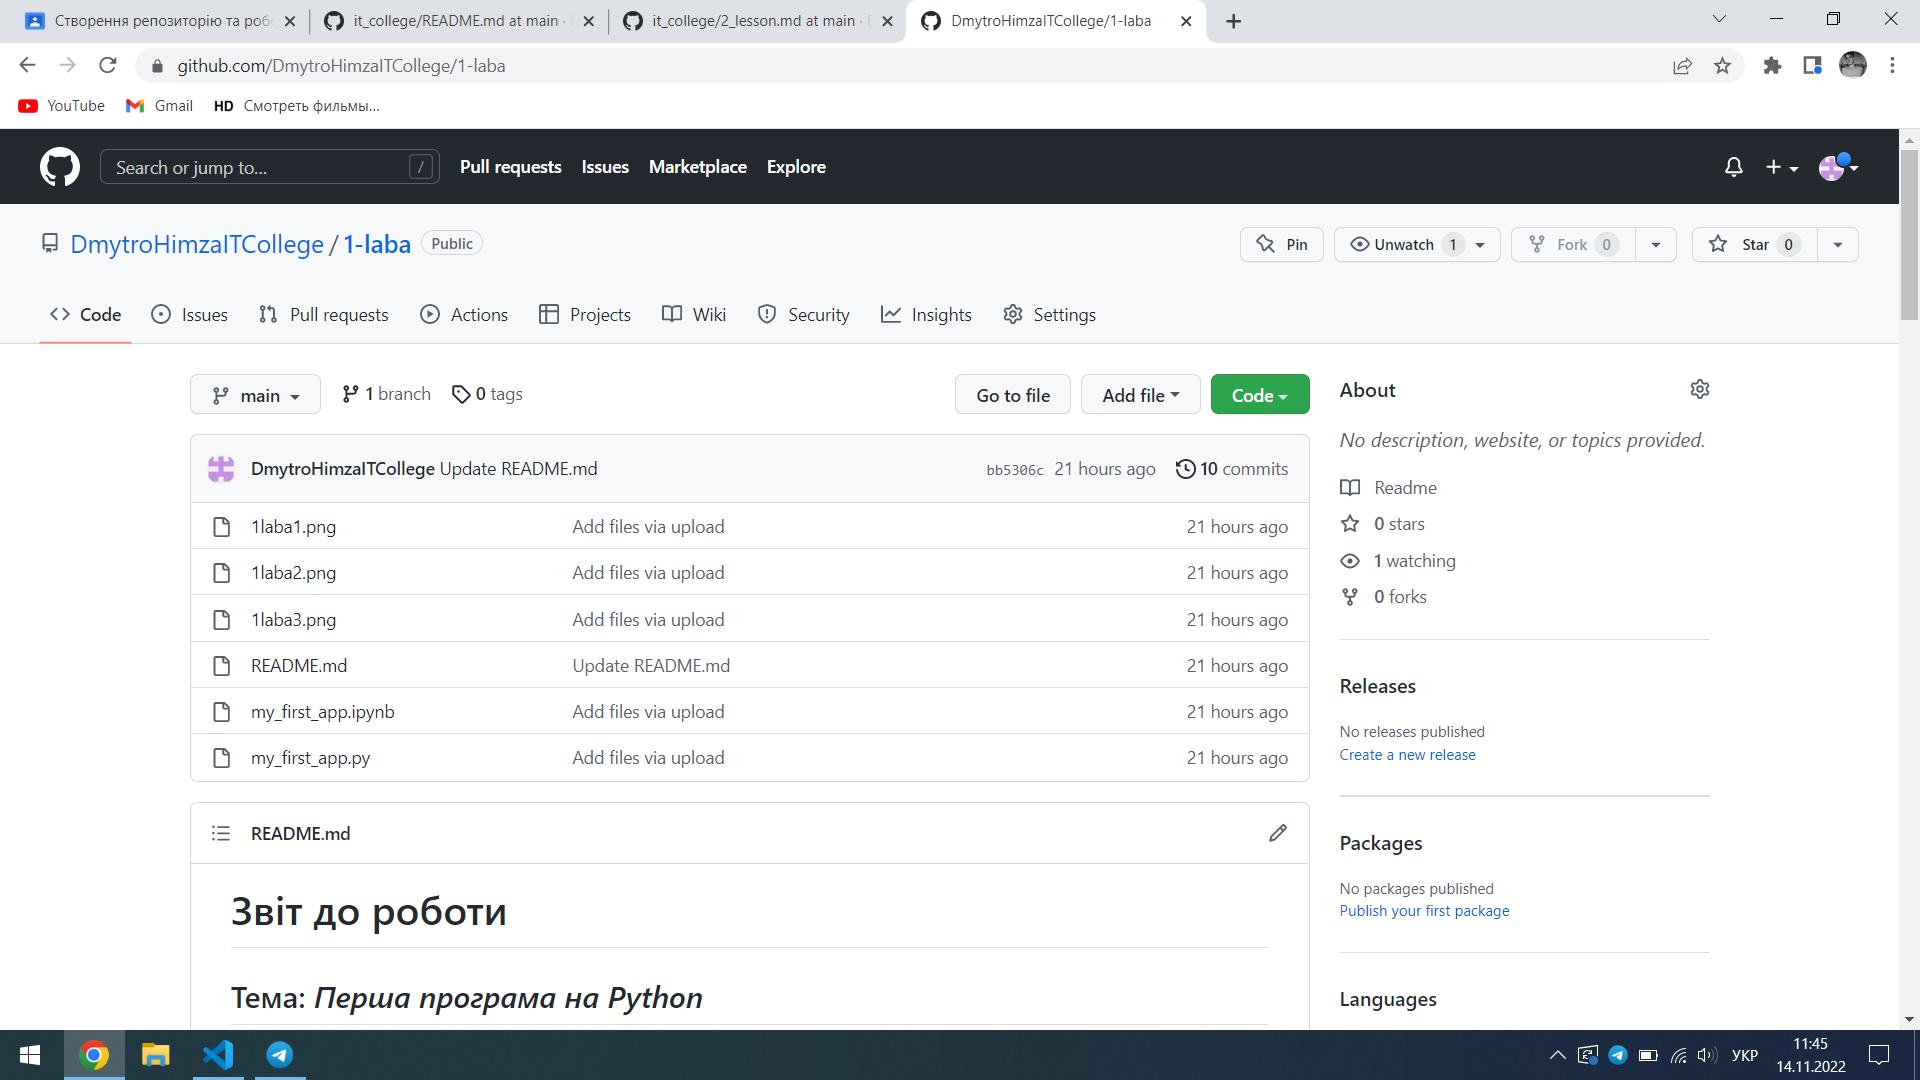 Створення репозиторію та роб
it_college/README.md at main ·
it_college/2_lesson.md at main ·
DmytroHimzaITCollege/1-laba
github.com/DmytroHimzaITCollege/1-laba
YouTube
Gmail
HD Смотреть фильмы...
Search or jump to...
/
Pull requests
Issues
Marketplace
Explore
DmytroHimzaITCollege / 1-laba
Public
Pin
Unwatch 1
Fork 0
Star 0
Code
Issues
Pull requests
Actions
Projects
Wiki
Security
Insights
Settings
main
1 branch
0 tags
Go to file
Add file
Code
About
No description, website, or topics provided.
DmytroHimzaITCollege Update README.md
bb5306c 21 hours ago
10 commits
1laba1.png Add files via upload 21 hours ago
1laba2.png Add files via upload 21 hours ago
1laba3.png Add files via upload 21 hours ago
README.md Update README.md 21 hours ago
my_first_app.ipynb Add files via upload 21 hours ago
my_first_app.py Add files via upload 21 hours ago
Readme
0 stars
1 watching
0 forks
Releases
No releases published
Create a new release
Packages
No packages published
Publish your first package
Languages
README.md
Звіт до роботи
Тема: Перша програма на Python
УКР
11:45
14.11.2022